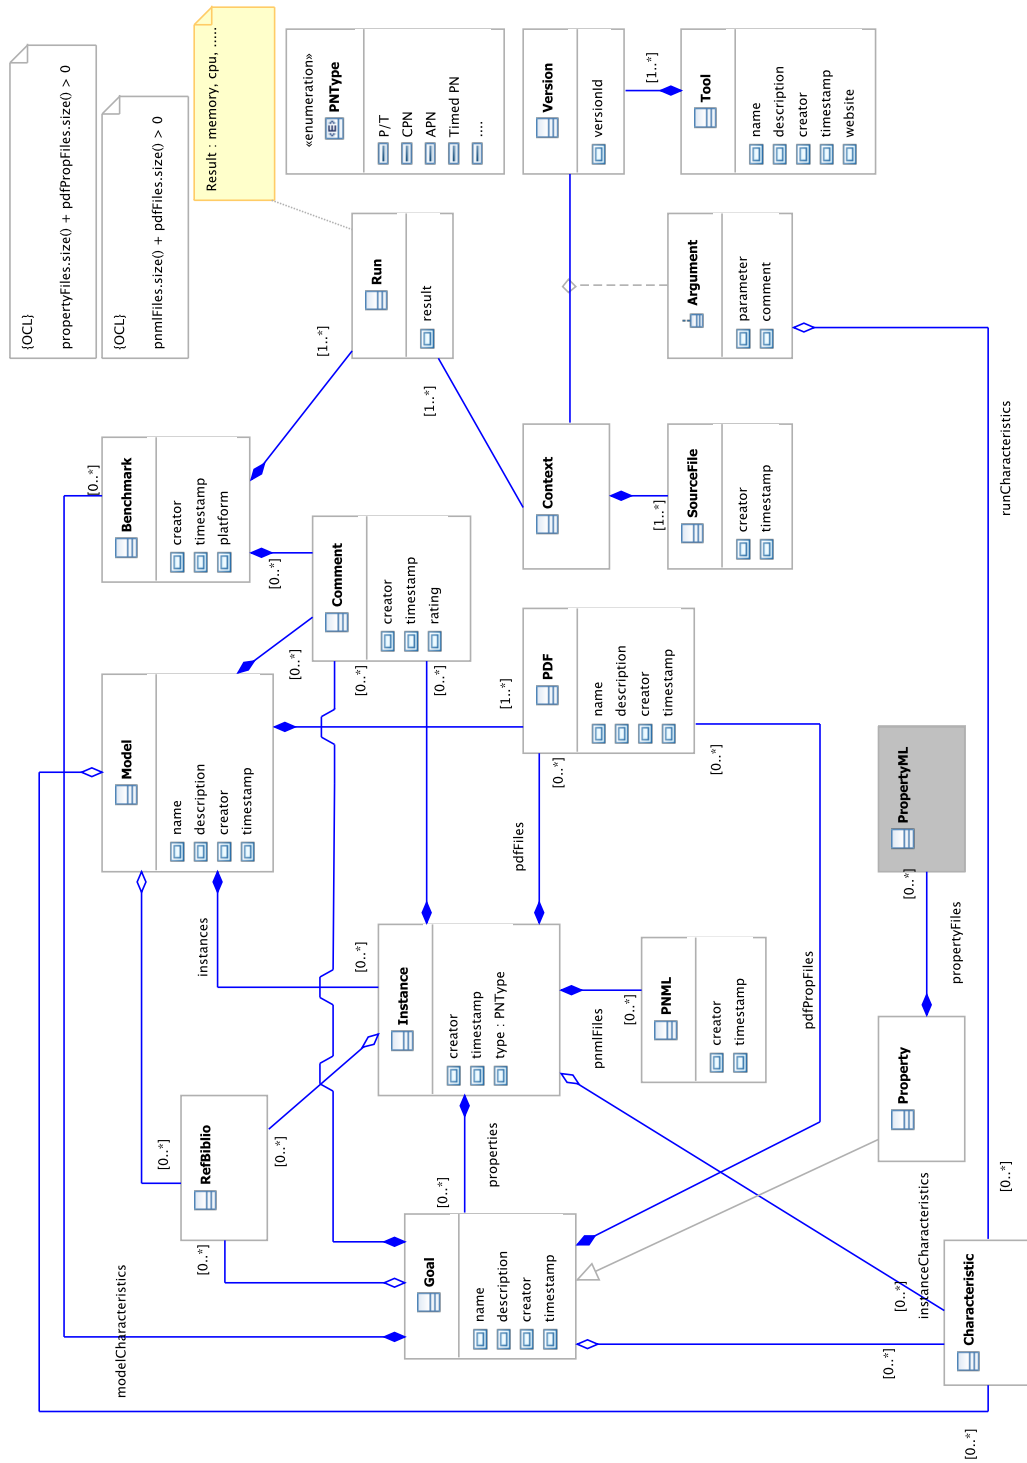 {OCL}
propertyFiles.size() + pdfPropFiles.size() > 0
{OCL}
pnmlFiles.size() + pdfFiles.size() > 0
Result : memory, cpu, .....
«enumeration»
PNType
P/T
CPN
APN
Timed PN
....
Version
versionId
[1..*]
Tool
name
description
creator
timestamp
website
Run
result
[1..*]
[1..*]
Argument
parameter
comment
runCharacteristics
[0..*]
Benchmark
creator
timestamp
platform
[0..*]
[0..*]
Context
[1..*]
SourceFile
creator
timestamp
Comment
creator
timestamp
rating
[0..*]
[0..*]
[0..*]
Model
name
description
creator
timestamp
[1..*]
PDF
name
description
creator
timestamp
[0..*]
[0..*]
pdfFiles
instances
[0..*]
Instance
creator
timestamp
type : PNType
pnmlFiles
[0..*]
PNML
creator
timestamp
pdfPropFiles
PropertyML
[0..*]
propertyFiles
Property
RefBiblio
[0..*]
[0..*]
[0..*]
properties
[0..*]
Goal
name
description
creator
timestamp
modelCharacteristics
instanceCharacteristics
[0..*]
[0..*]
Characteristic
[0..*]